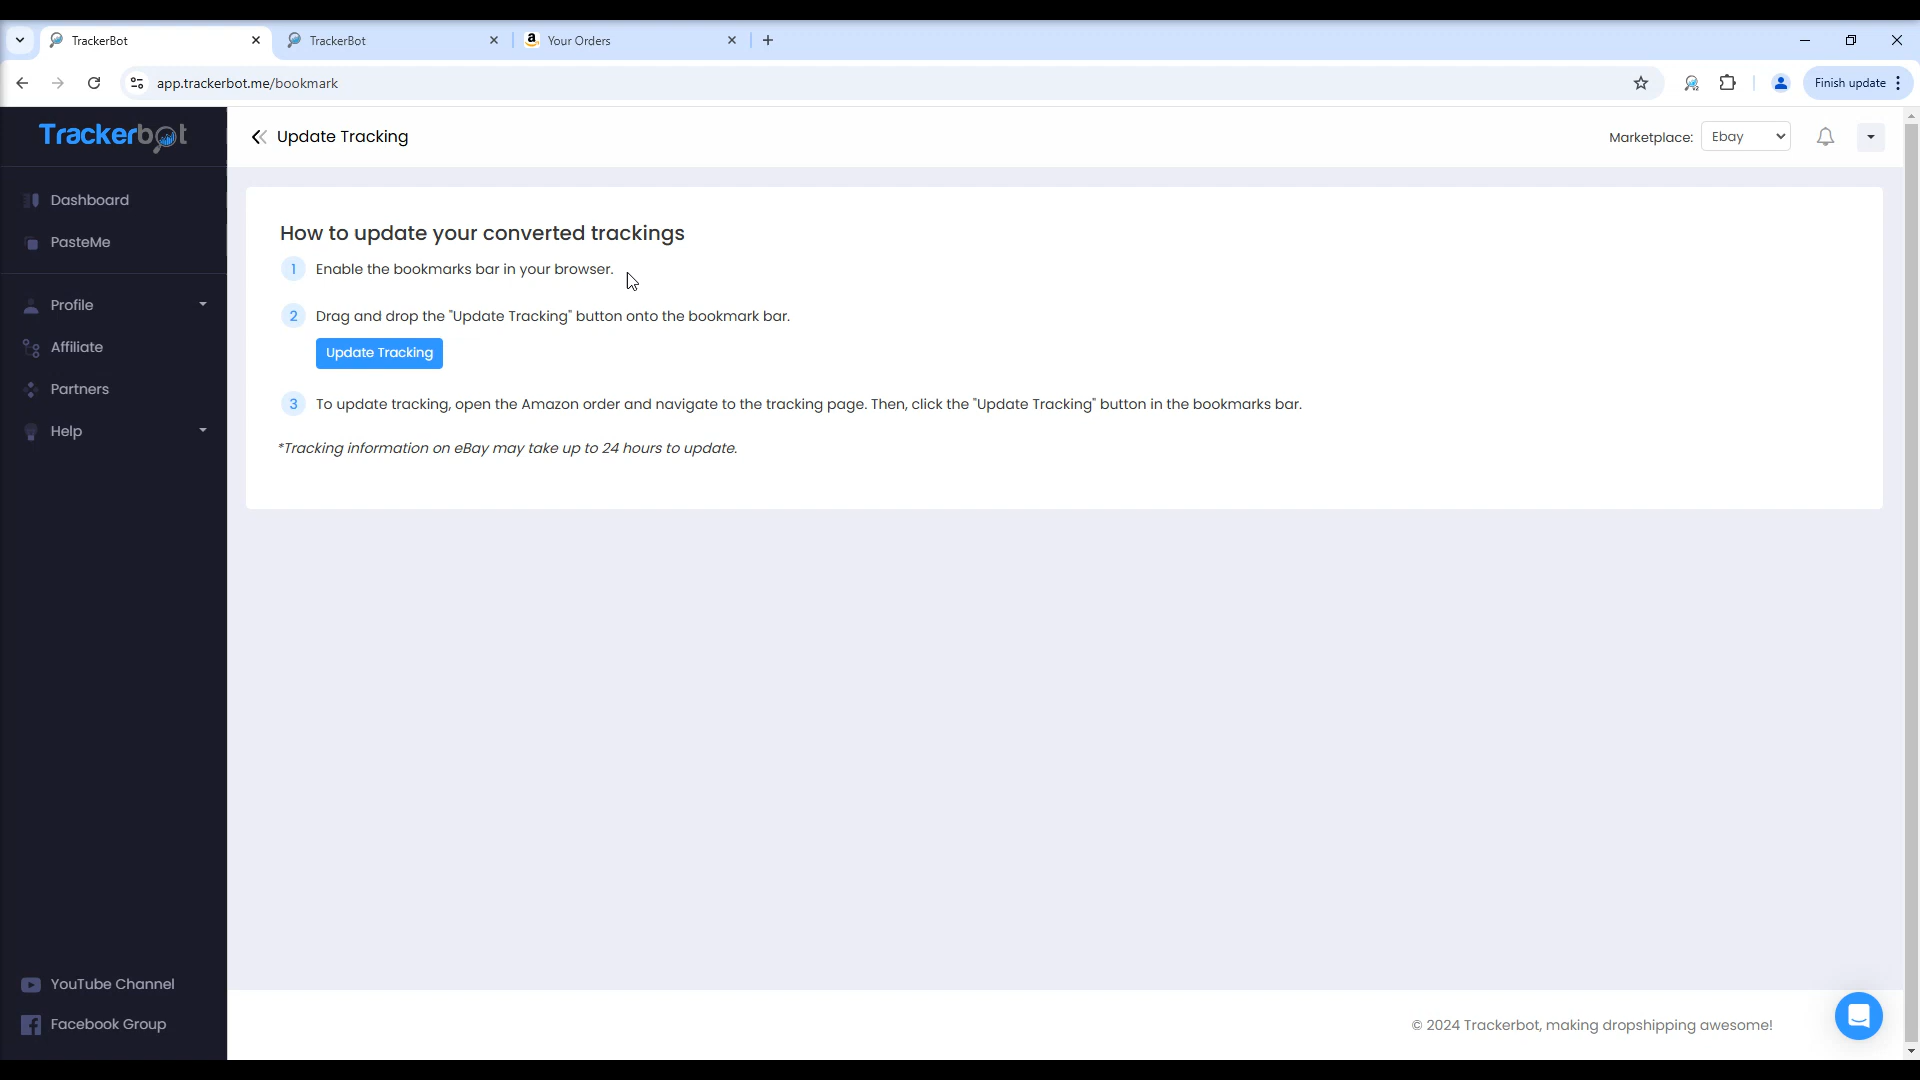 TrackerBot
TrackerBot
Your Orders
app.trackerbot.me/bookmark
Finish update
Trackerbot
Update Tracking
Marketplace:
Ebay
Dashboard
PasteMe
Profile
Affiliate
Partners
Help
How to update your converted trackings
1 Enable the bookmarks bar in your browser.
2 Drag and drop the "Update Tracking" button onto the bookmark bar.
Update Tracking
3 To update tracking, open the Amazon order and navigate to the tracking page. Then, click the "Update Tracking" button in the bookmarks bar.
*Tracking information on eBay may take up to 24 hours to update.
YouTube Channel
Facebook Group
© 2024 Trackerbot, making dropshipping awesome!